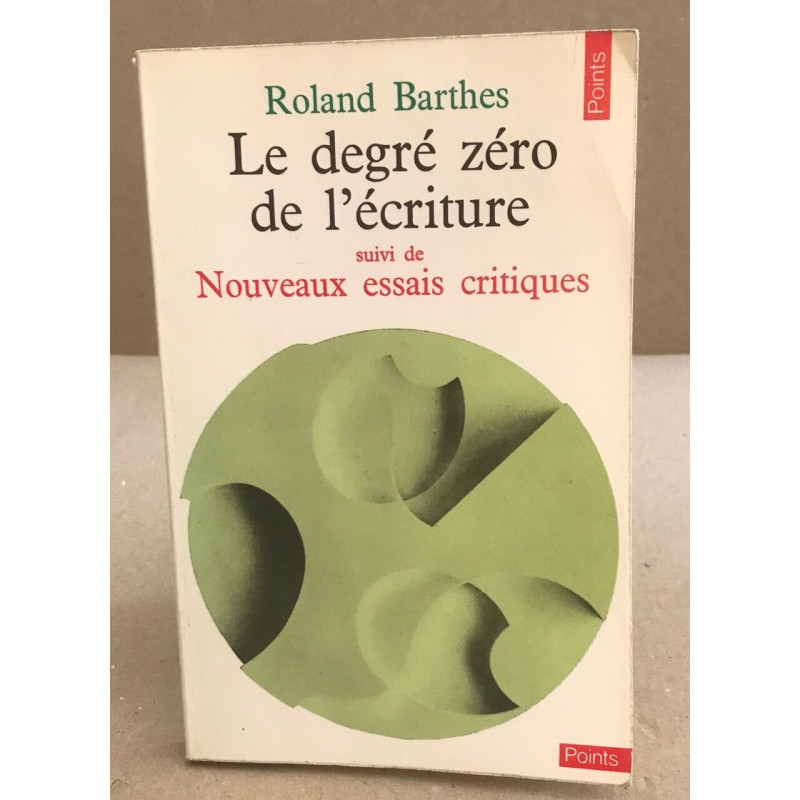 Points
Roland Barthes
Le degré zéro
de l'écriture
suivi de
Nouveaux essais critiques
Points